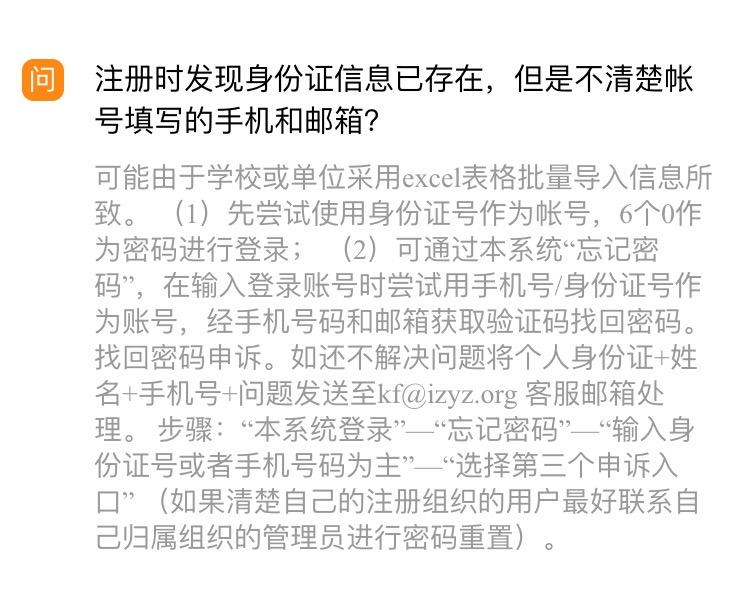 问
注册时发现身份证信息已存在，但是不清楚帐
号填写的手机和邮箱？
可能由于学校或单位采用excel表格批量导入信息所
致。 （1）先尝试使用身份证号作为帐号，6个0作
为密码进行登录； （2）可通过本系统“忘记密
码”，在输入登录账号时尝试用手机号/身份证号作
为账号，经手机号码和邮箱获取验证码找回密码。
找回密码申诉。如还不解决问题将个人身份证+姓
名+手机号+问题发送至kf@izyz.org 客服邮箱处
理。 步骤：“本系统登录”—“忘记密码”—“输入身
份证号或者手机号码为主”—“选择第三个申诉入
口” （如果清楚自己的注册组织的用户最好联系自
己归属组织的管理员进行密码重置）。